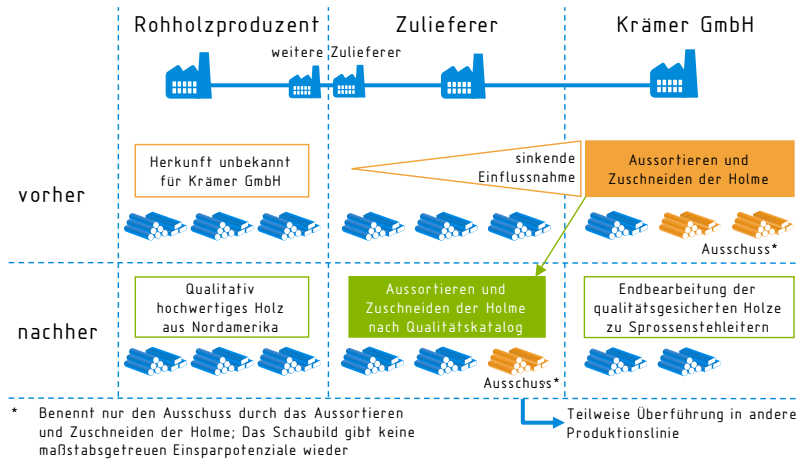 Rohholzproduzent
Zulieferer
Krämer GmbH
weitere Zulieferer
vorher
Herkunft unbekannt
für Krämer GmbH
sinkende
Einflussnahme
Aussortieren und
Zuschneiden der Holme
Ausschuss*
nachher
Qualitativ
hochwertiges Holz
aus Nordamerika
Aussortieren und
Zuschneiden der Holme
nach Qualitätskatalog
Ausschuss*
Endbearbeitung der
qualitätsgesicherten Holze
zu Sprossenstehleitern
* Benennt nur den Ausschuss durch das Aussortieren
und Zuschneiden der Holme; Das Schaubild gibt keine
maßstabsgetreuen Einsparpotenziale wieder
Teilweise Überführung in andere
Produktionslinie